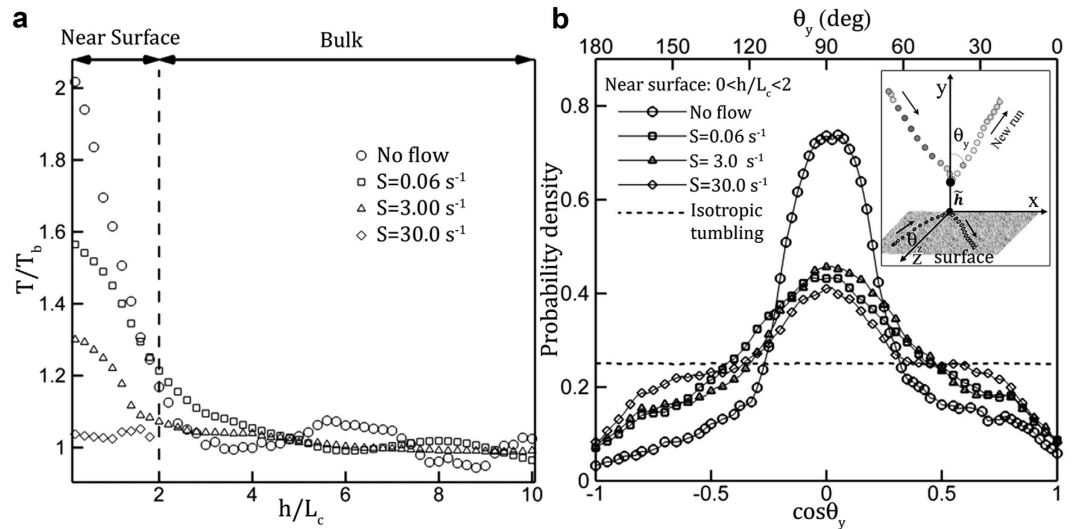 a
Near Surface
Bulk
2
1.8
1.6
1.4
1.2
1
T/T_b
No flow
S=0.06 s⁻¹
S=3.00 s⁻¹
S=30.0 s⁻¹
0 2 4 6 8 10
h/L_c
b
θ_y (deg)
180 150 120 90 60 30 0
Near surface: 0<h/L_c<2
No flow
S=0.06 s⁻¹
S= 3.0 s⁻¹
S=30.0 s⁻¹
Isotropic
tumbling
0.8
0.6
0.4
0.2
0
Probability density
y
θ_y
New run
h̃
x
θ_z
z
surface
-1 -0.5 0 0.5 1
cosθ_y